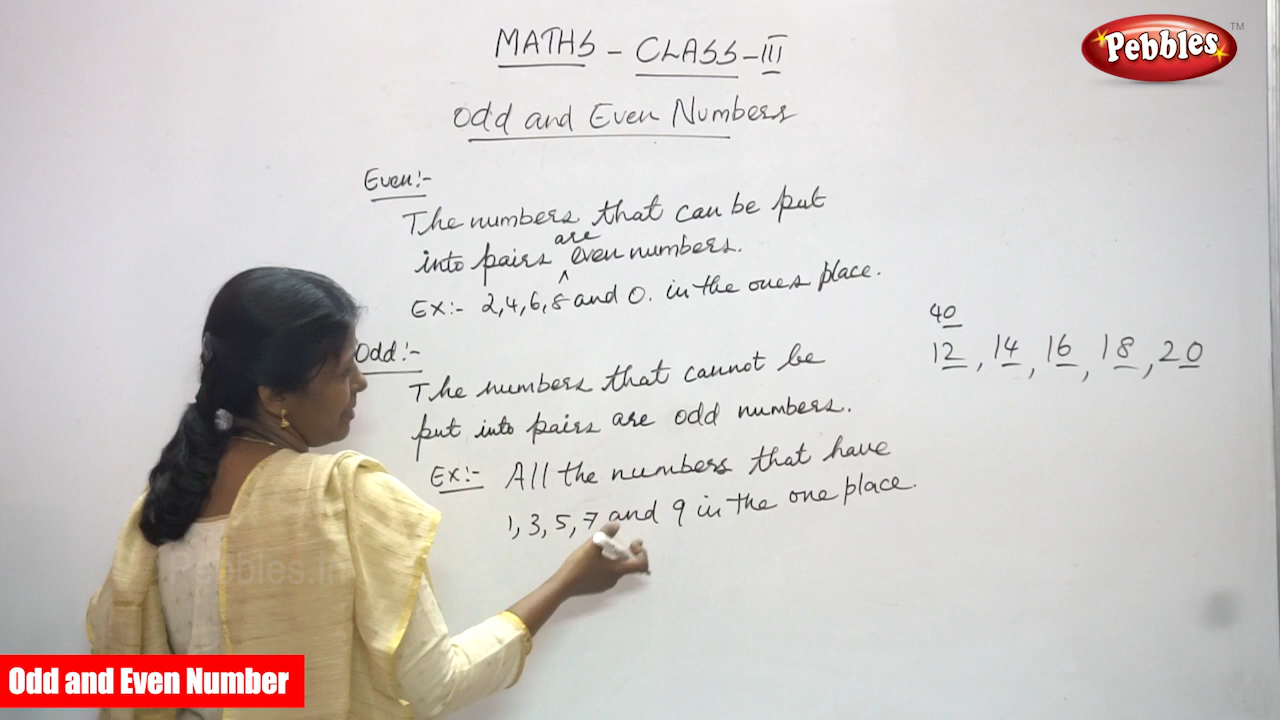 MATHS - CLASS - III
Pebbles TM
Odd and Even Numbers
Even:-
The numbers that can be put
into pairs are even numbers.
Ex:- 2,4,6,8 and 0. in the ones place.
40
12, 14, 16, 18, 20
Odd:-
The numbers that cannot be
put into pairs are odd numbers.
Ex:- All the numbers that have
1, 3, 5, 7 and 9 in the one place.
Pebbles.in
Odd and Even Number